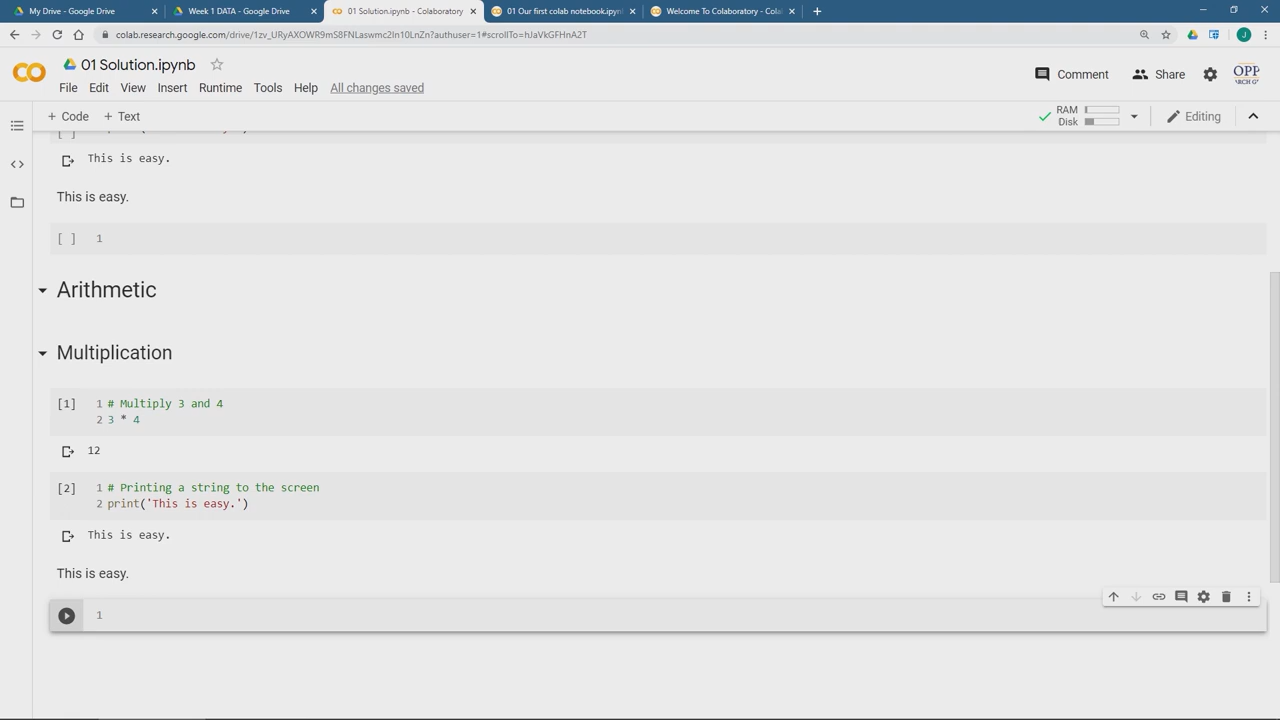 My Drive - Google Drive
Week 1 DATA - Google Drive
01 Solution.ipynb - Colaboratory
01 Our first colab notebook.ipynb
Welcome To Colaboratory - Colab
colab.research.google.com/drive/1zv_URyAXOWR9mS8FNLaswmc2In10LnZn?authuser=1#scrollTo=hJaVkGFHnA2T
J
CO
01 Solution.ipynb
Comment
Share
OPP
RCH G
File Edit View Insert Runtime Tools Help All changes saved
+ Code + Text
RAM
Disk
Editing
[ ]
This is easy.
This is easy.
[ ] 1
Arithmetic
Multiplication
[1] 1 # Multiply 3 and 4
2 3 * 4
12
[2] 1 # Printing a string to the screen
2 print('This is easy.')
This is easy.
This is easy.
1